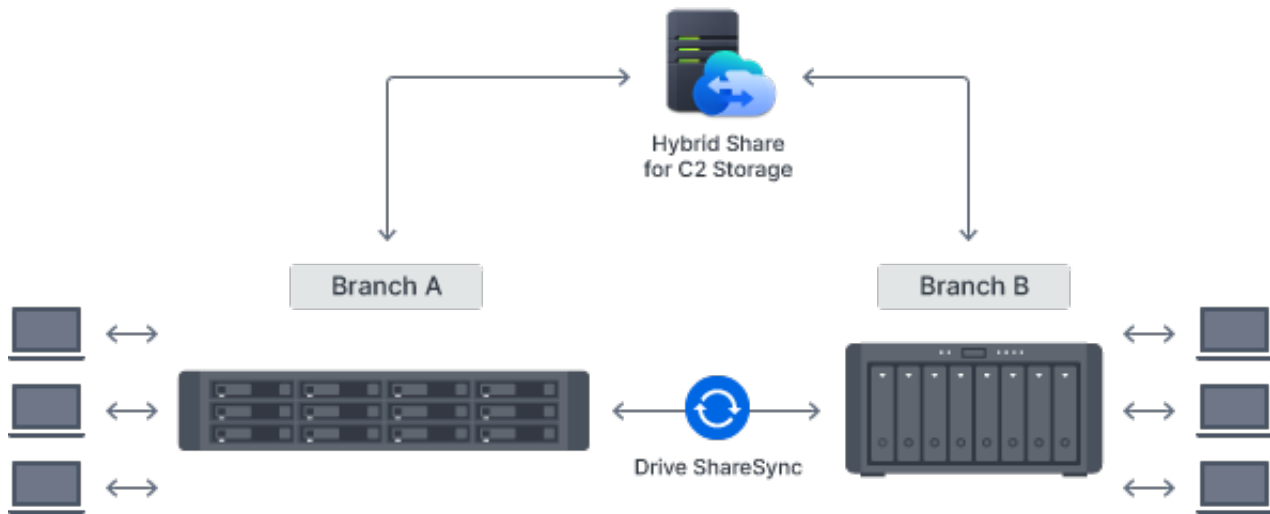 Hybrid Share
for C2 Storage
Branch A
Branch B
Drive ShareSync